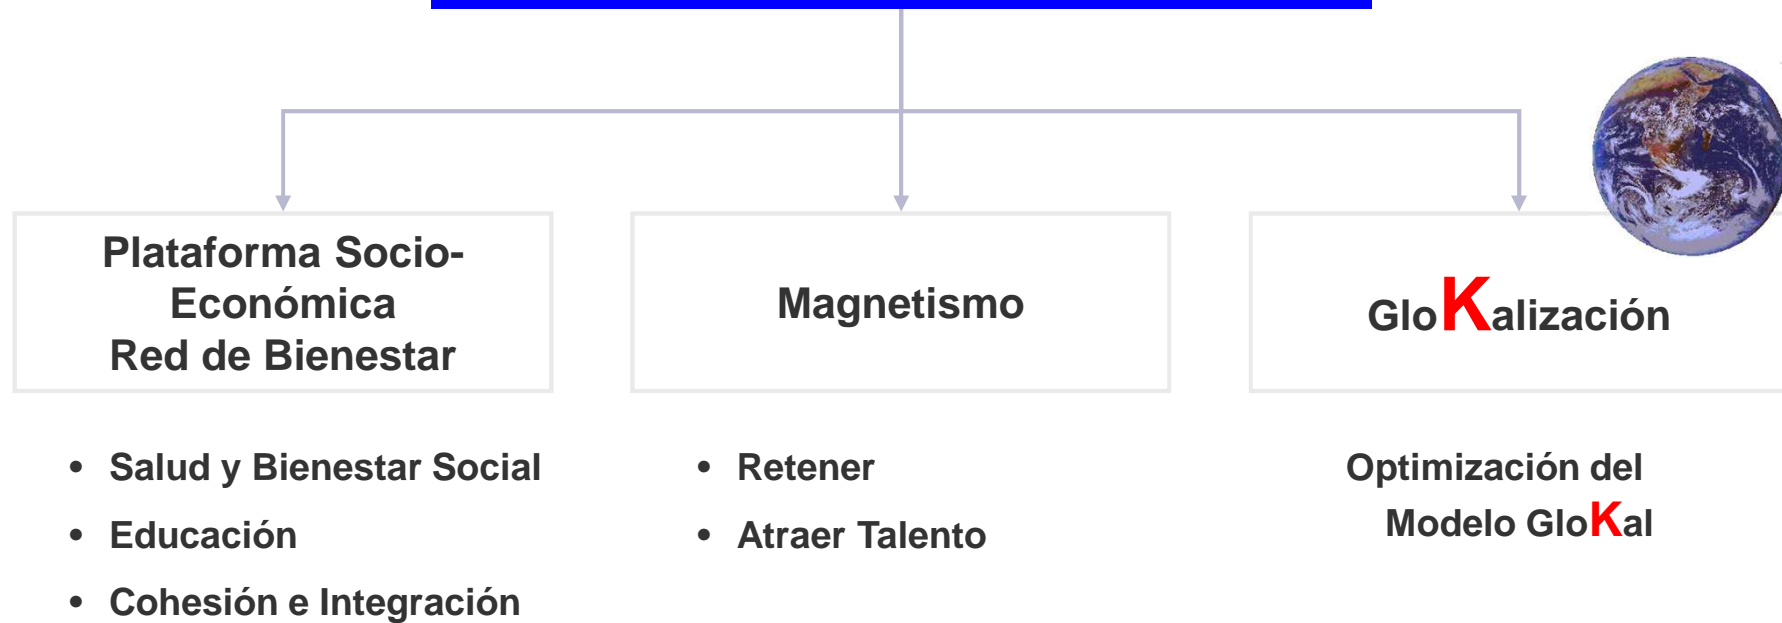 Plataforma Socio-
Económica
Red de Bienestar
Magnetismo
GloKalización
• Salud y Bienestar Social
• Educación
• Cohesión e Integración
• Retener
• Atraer Talento
Optimización del
Modelo GloKal